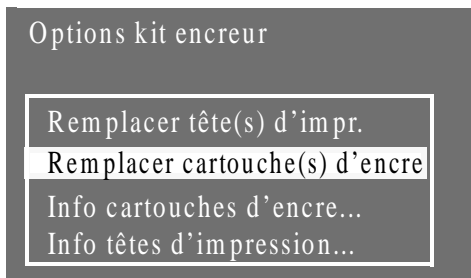 Options kit encreur
Remplacer tête(s) d'impr.
Remplacer cartouche(s) d'encre
Info cartouches d'encre...
Info têtes d'impression...